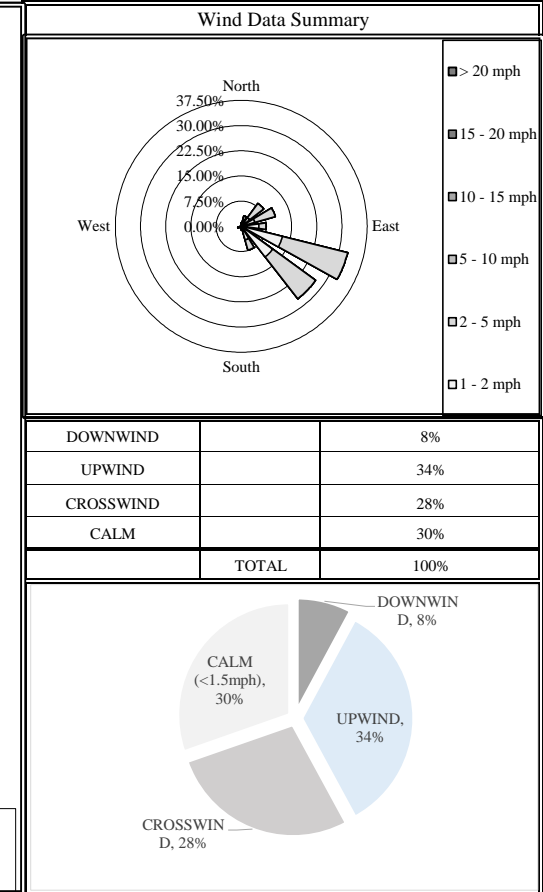 Wind Data Summary
North
37.50%
30.00%
22.50%
15.00%
7.50%
0.00%
West
East
South
> 20 mph
15 - 20 mph
10 - 15 mph
5 - 10 mph
2 - 5 mph
1 - 2 mph
DOWNWIND 8%
UPWIND 34%
CROSSWIND 28%
CALM 30%
TOTAL 100%
DOWNWIN
D, 8%
CALM
(<1.5mph),
30%
UPWIND,
34%
CROSSWIN
D, 28%